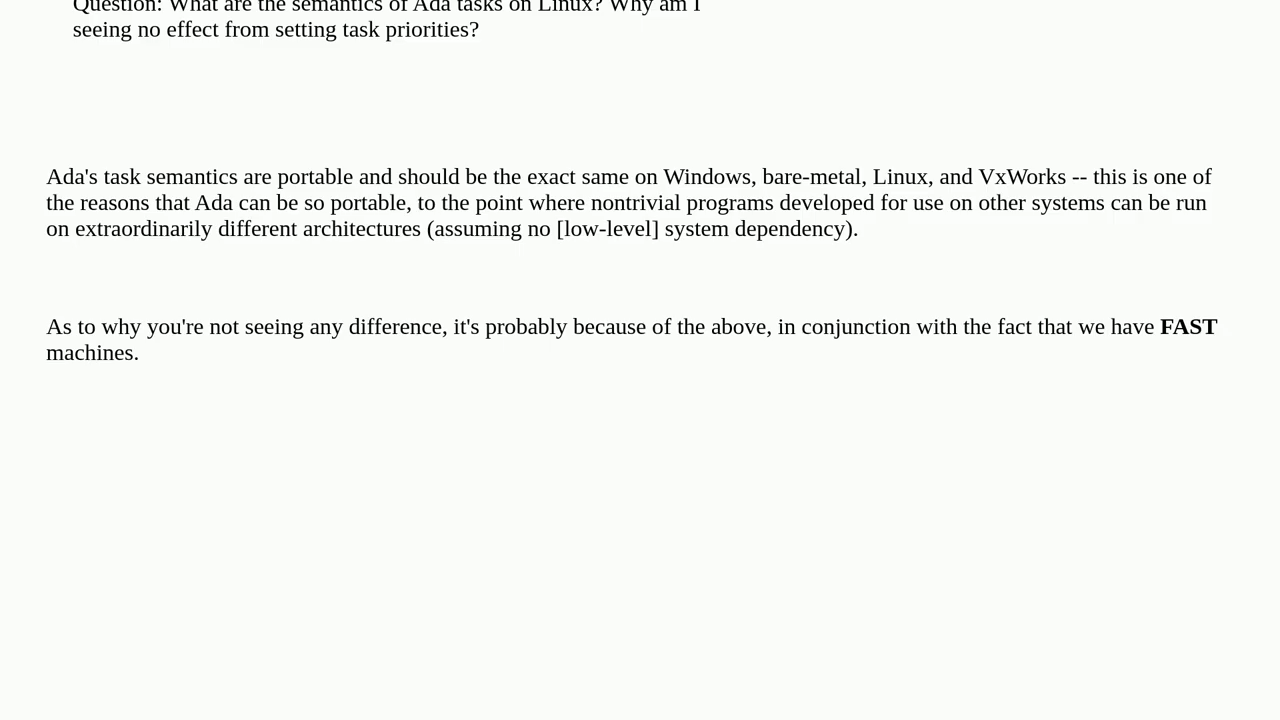 Question: What are the semantics of Ada tasks on Linux? Why am I
seeing no effect from setting task priorities?
Ada's task semantics are portable and should be the exact same on Windows, bare-metal, Linux, and VxWorks -- this is one of
the reasons that Ada can be so portable, to the point where nontrivial programs developed for use on other systems can be run
on extraordinarily different architectures (assuming no [low-level] system dependency).
As to why you're not seeing any difference, it's probably because of the above, in conjunction with the fact that we have FAST
machines.